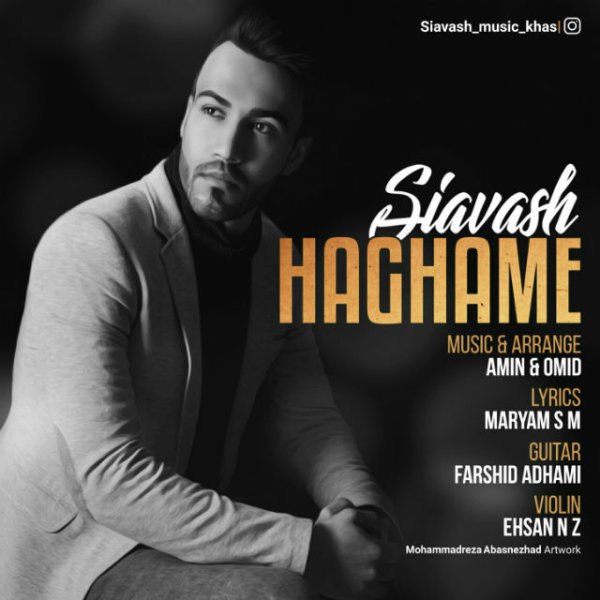 Siavash_music_khas|
Siavash
HAGHAME
MUSIC & ARRANGE
AMIN & OMID
LYRICS
MARYAM S M
GUITAR
FARSHID ADHAMI
VIOLIN
EHSAN N Z
Mohammadreza Abasnezhad Artwork